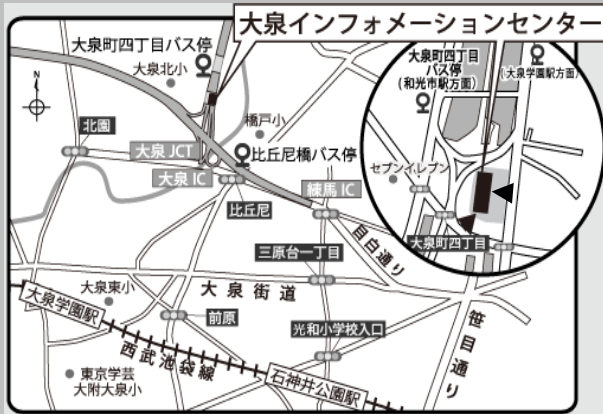 大泉インフォメーションセンター
大泉町四丁目バス停
大泉北小
大泉町四丁目
バス停
(和光市駅方面)
(大泉学園駅方面)
N
北園
橋戸小
大泉 JCT
比丘尼橋バス停
セブンイレブン
大泉 IC
練馬 IC
比丘尼
目白通り
大泉町四丁目
三原台一丁目
大泉東小
大泉街道
大泉学園駅
前原
光和小学校入口
笹目通り
西武池袋線
東京学芸
大附大泉小
石神井公園駅